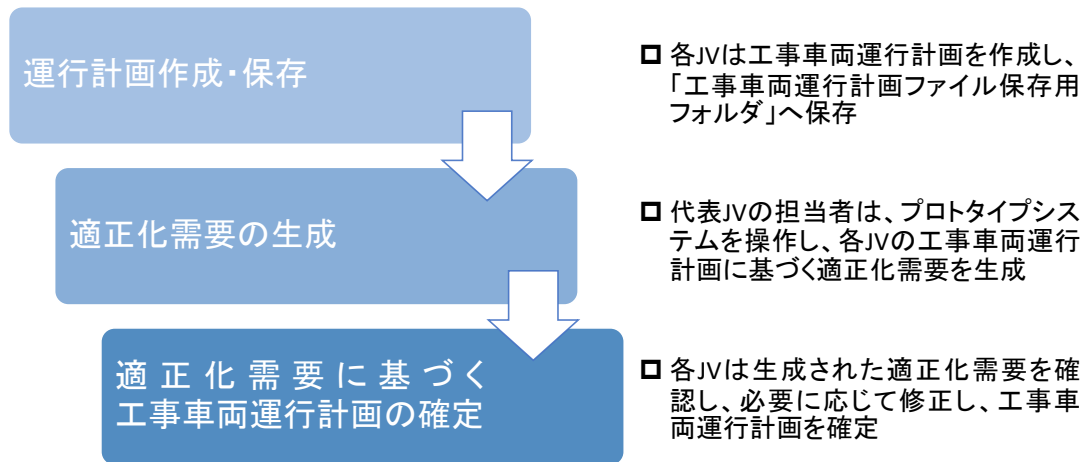 運行計画作成・保存
□ 各JVは工事車両運行計画を作成し、
「工事車両運行計画ファイル保存用
フォルダ」へ保存
適正化需要の生成
□ 代表JVの担当者は、プロトタイプシス
テムを操作し、各JVの工事車両運行
計画に基づく適正化需要を生成
適正化需要に基づく
工事車両運行計画の確定
□ 各JVは生成された適正化需要を確
認し、必要に応じて修正し、工事車
両運行計画を確定